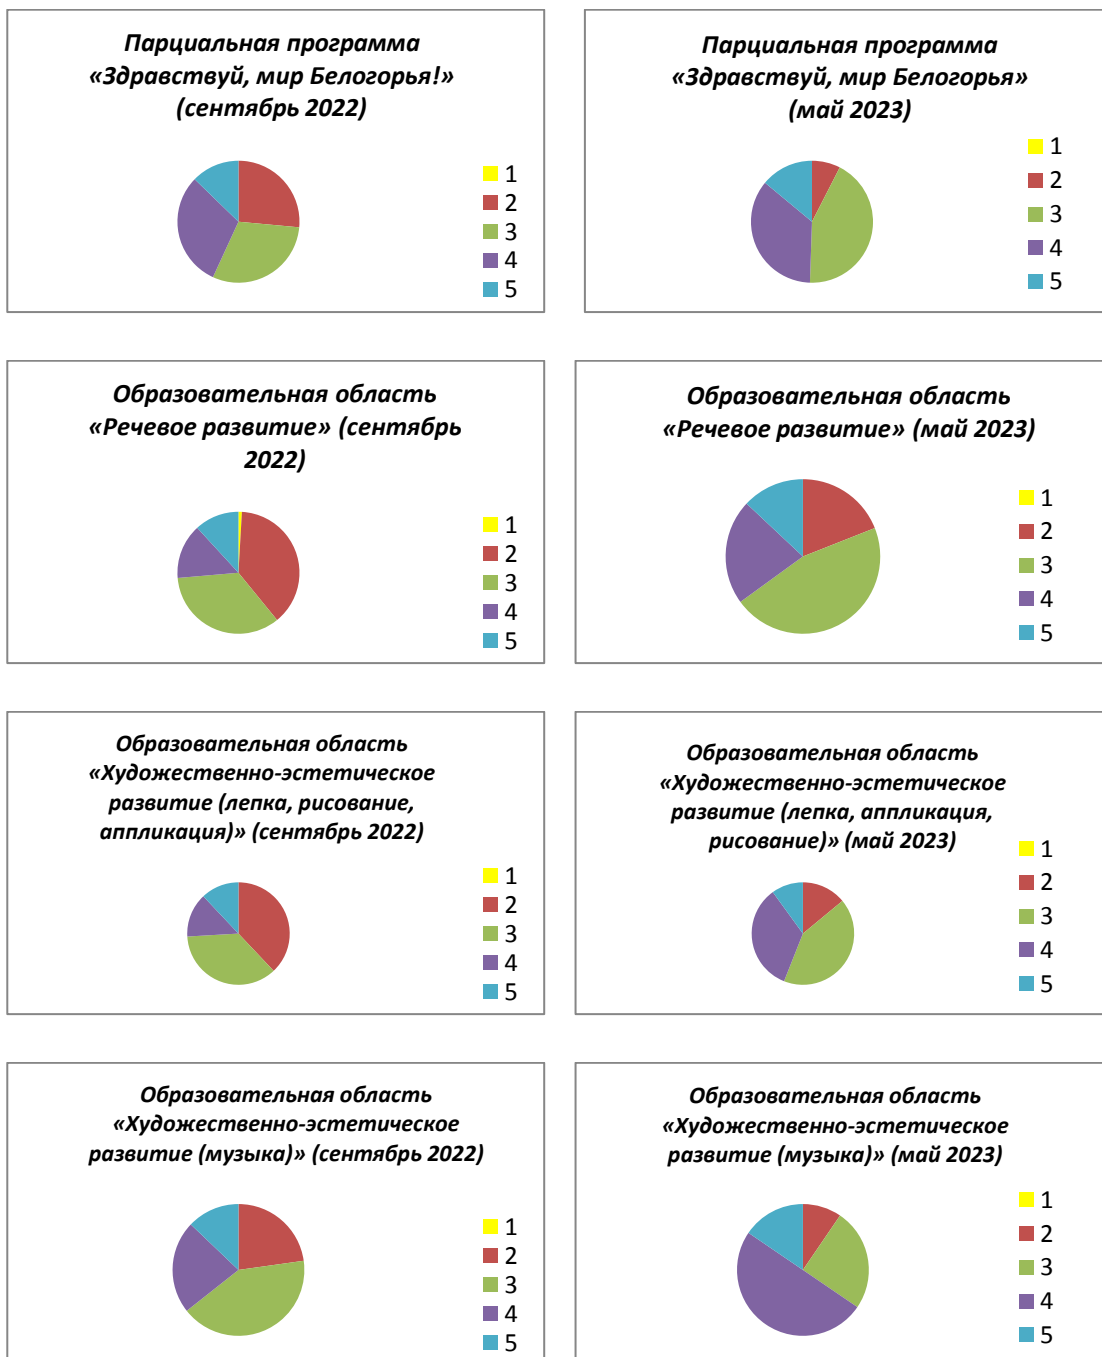 Парциальная программа
«Здравствуй, мир Белогорья!»
(сентябрь 2022)
1
2
3
4
5
Парциальная программа
«Здравствуй, мир Белогорья»
(май 2023)
1
2
3
4
5
Образовательная область
«Речевое развитие» (сентябрь
2022)
1
2
3
4
5
Образовательная область
«Речевое развитие» (май 2023)
1
2
3
4
5
Образовательная область
«Художественно-эстетическое
развитие (лепка, рисование,
аппликация)» (сентябрь 2022)
1
2
3
4
5
Образовательная область
«Художественно-эстетическое
развитие (лепка, аппликация,
рисование)» (май 2023)
1
2
3
4
5
Образовательная область
«Художественно-эстетическое
развитие (музыка)» (сентябрь 2022)
1
2
3
4
5
Образовательная область
«Художественно-эстетическое
развитие (музыка)» (май 2023)
1
2
3
4
5